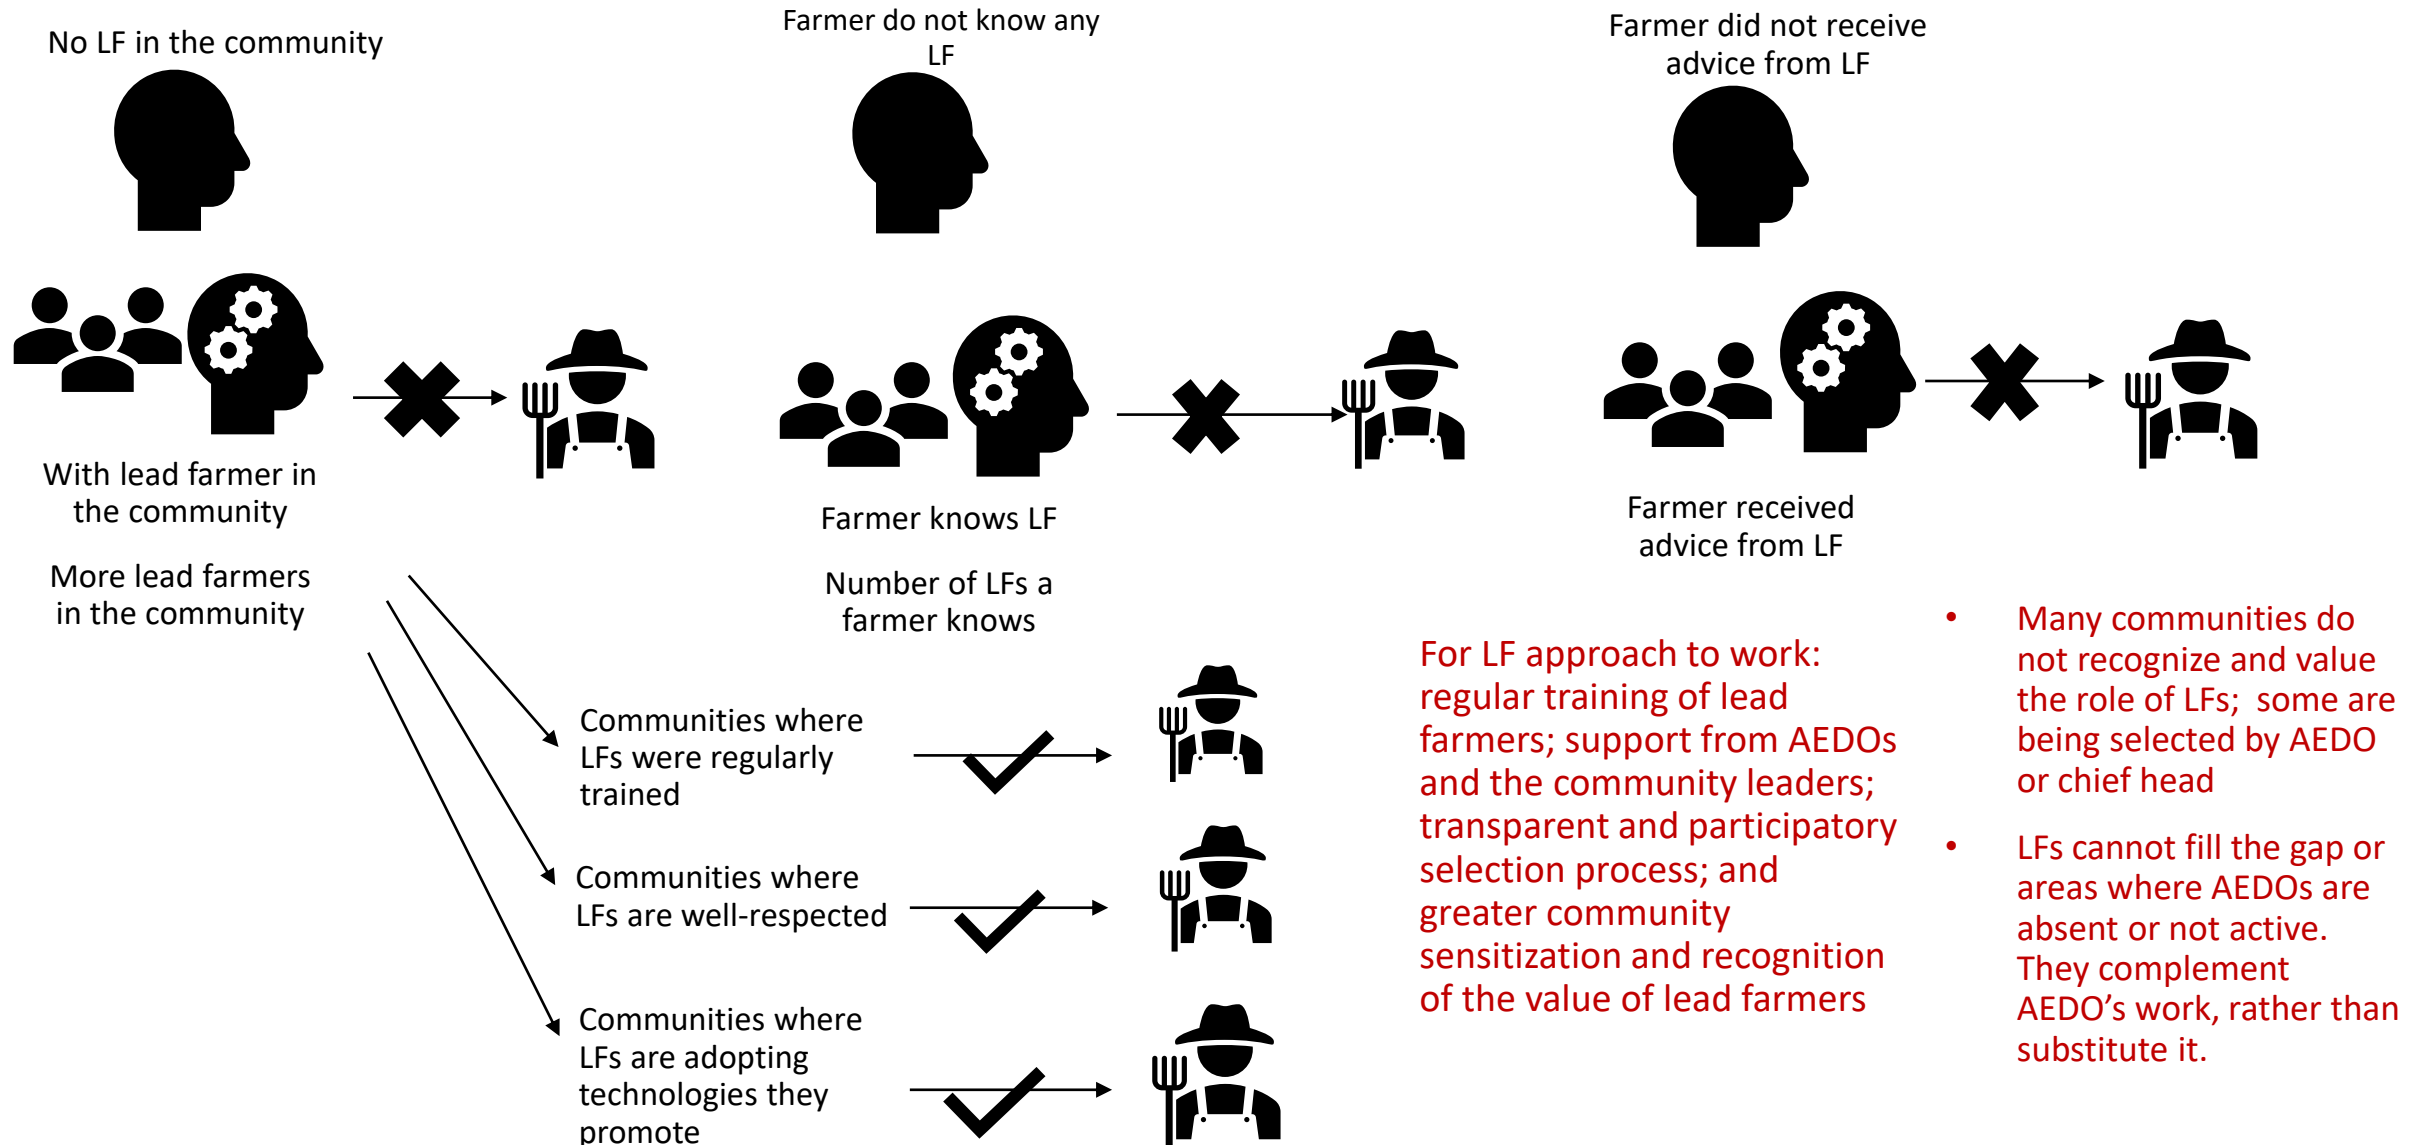 No LF in the community
Farmer do not know any
LF
Farmer did not receive
advice from LF
With lead farmer in
the community
More lead farmers
in the community
Farmer knows LF
Number of LFs a
farmer knows
Farmer received
advice from LF
Communities where
LFs were regularly
trained
Communities where
LFs are well-respected
Communities where
LFs are adopting
technologies they
promote
For LF approach to work:
regular training of lead
farmers; support from AEDOs
and the community leaders;
transparent and participatory
selection process; and
greater community
sensitization and recognition
of the value of lead farmers
• Many communities do
not recognize and value
the role of LFs; some are
being selected by AEDO
or chief head
• LFs cannot fill the gap or
areas where AEDOs are
absent or not active.
They complement
AEDO’s work, rather than
substitute it.